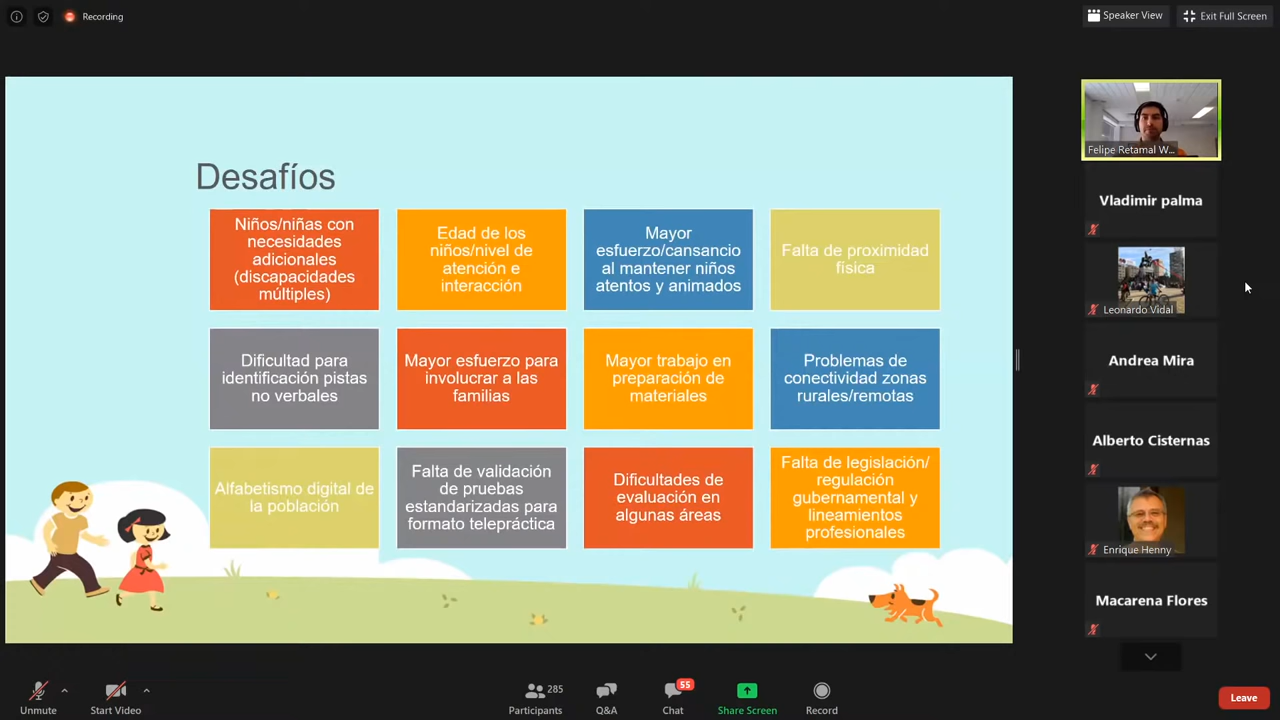 Recording
Speaker View
Exit Full Screen
Desafíos
Niños/niñas con
necesidades
adicionales
(discapacidades
múltiples)
Edad de los
niños/nivel de
atención e
interacción
Mayor
esfuerzo/cansancio
al mantener niños
atentos y animados
Falta de proximidad
física
Dificultad para
identificación pistas
no verbales
Mayor esfuerzo para
involucrar a las
familias
Mayor trabajo en
preparación de
materiales
Problemas de
conectividad zonas
rurales/remotas
Alfabetismo digital de
la población
Falta de validación
de pruebas
estandarizadas para
formato telepráctica
Dificultades de
evaluación en
algunas áreas
Falta de legislación/
regulación
gubernamental y
lineamientos
profesionales
Felipe Retamal W...
Vladimir palma
Leonardo Vidal
Andrea Mira
Alberto Cisternas
Enrique Henny
Macarena Flores
Unmute
Start Video
285
Participants
Q&A
55
Chat
Share Screen
Record
Leave